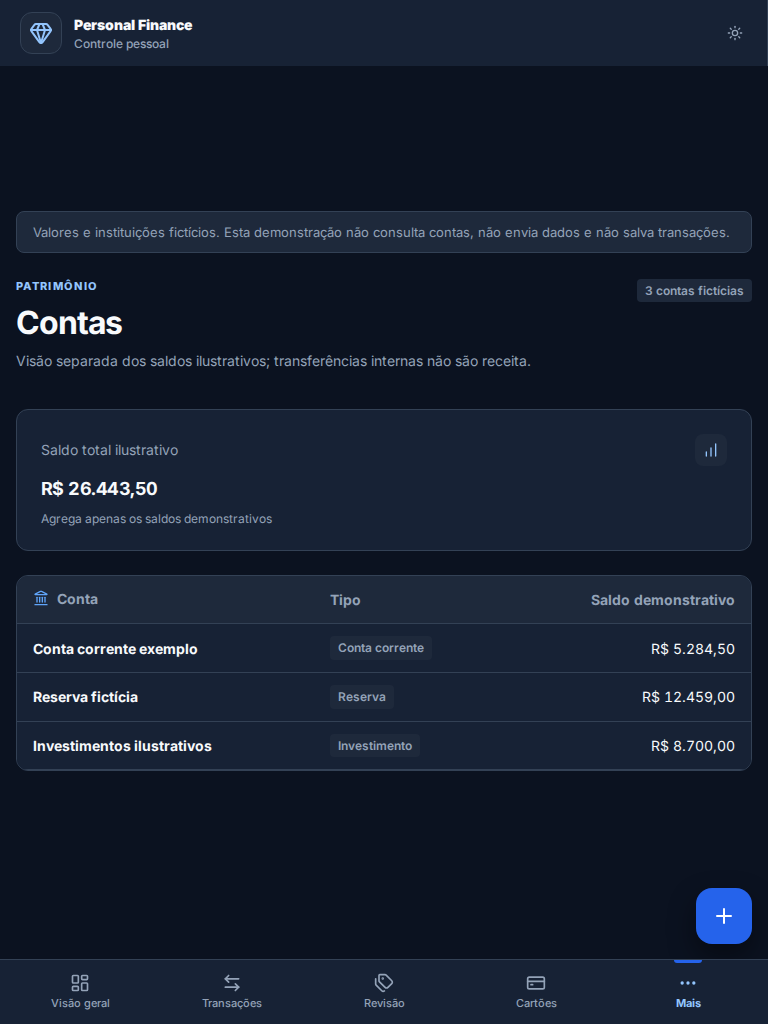 Personal Finance
Controle pessoal
Valores e instituições fictícios. Esta demonstração não consulta contas, não envia dados e não salva transações.
PATRIMÔNIO
3 contas fictícias
Contas
Visão separada dos saldos ilustrativos; transferências internas não são receita.
Saldo total ilustrativo
R$ 26.443,50
Agrega apenas os saldos demonstrativos
Conta Tipo Saldo demonstrativo
Conta corrente exemplo Conta corrente R$ 5.284,50
Reserva fictícia Reserva R$ 12.459,00
Investimentos ilustrativos Investimento R$ 8.700,00
Visão geral Transações Revisão Cartões Mais